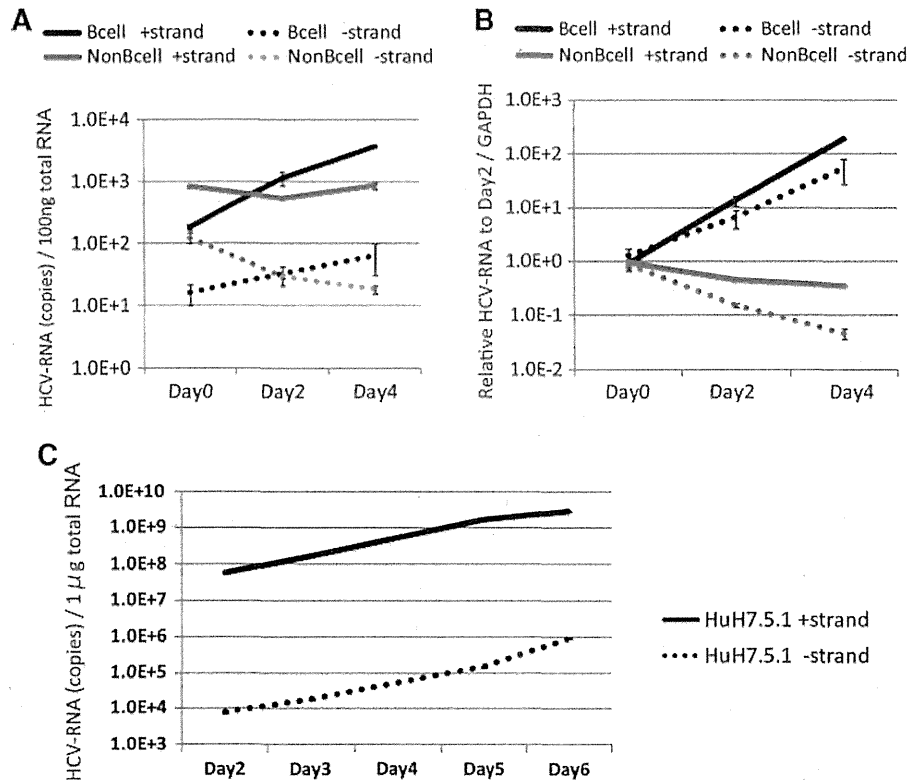 A
Bcell +strand
Bcell -strand
NonBcell +strand
NonBcell -strand
HCV-RNA (copies) / 100ng total RNA
1.0E+4
1.0E+3
1.0E+2
1.0E+1
1.0E+0
Day0 Day2 Day4
B
Bcell +strand
Bcell -strand
NonBcell +strand
NonBcell -strand
Relative HCV-RNA to Day2 / GAPDH
1.0E+3
1.0E+2
1.0E+1
1.0E+0
1.0E-1
1.0E-2
Day0 Day2 Day4
C
HCV-RNA (copies) / 1 μg total RNA
1.0E+10
1.0E+9
1.0E+8
1.0E+7
1.0E+6
1.0E+5
1.0E+4
1.0E+3
Day2 Day3 Day4 Day5 Day6
HuH7.5.1 +strand
HuH7.5.1 -strand